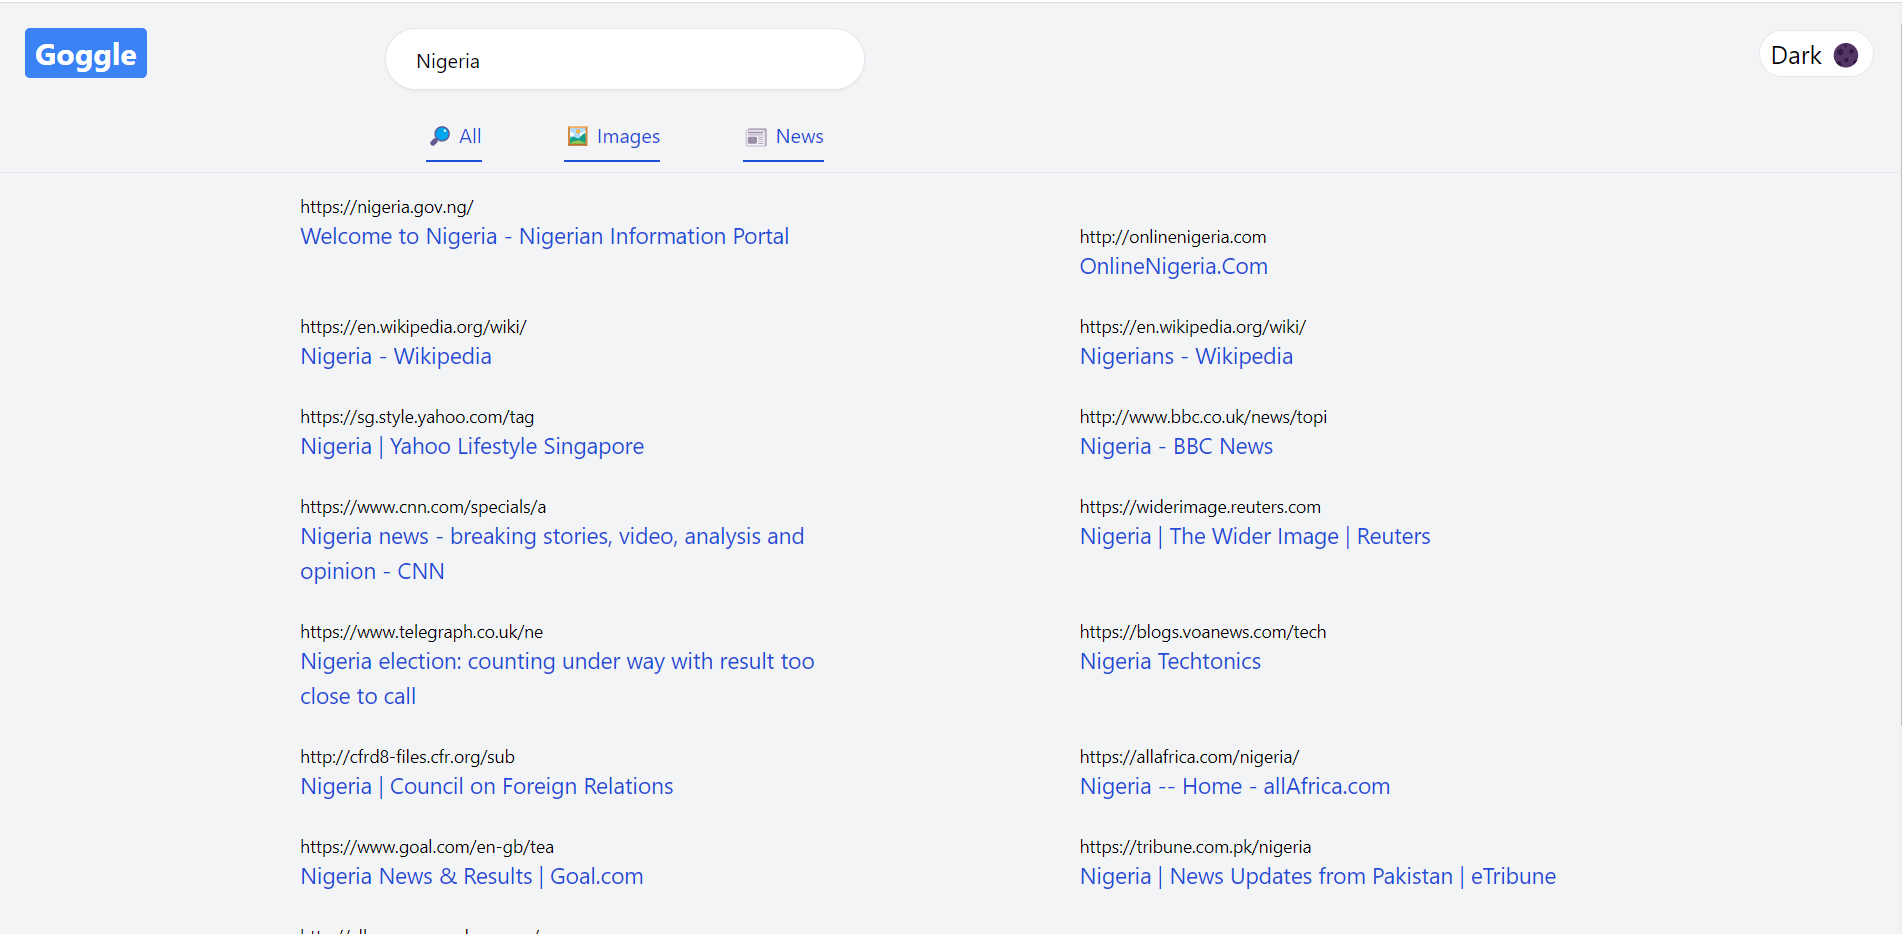 Goggle
Nigeria
Dark
All
Images
News
https://nigeria.gov.ng/
Welcome to Nigeria - Nigerian Information Portal
http://onlinenigeria.com
OnlineNigeria.Com
https://en.wikipedia.org/wiki/
Nigeria - Wikipedia
https://en.wikipedia.org/wiki/
Nigerians - Wikipedia
https://sg.style.yahoo.com/tag
Nigeria | Yahoo Lifestyle Singapore
http://www.bbc.co.uk/news/topi
Nigeria - BBC News
https://www.cnn.com/specials/a
Nigeria news - breaking stories, video, analysis and
opinion - CNN
https://widerimage.reuters.com
Nigeria | The Wider Image | Reuters
https://www.telegraph.co.uk/ne
Nigeria election: counting under way with result too
close to call
https://blogs.voanews.com/tech
Nigeria Techtonics
http://cfrd8-files.cfr.org/sub
Nigeria | Council on Foreign Relations
https://allafrica.com/nigeria/
Nigeria -- Home - allAfrica.com
https://www.goal.com/en-gb/tea
Nigeria News & Results | Goal.com
https://tribune.com.pk/nigeria
Nigeria | News Updates from Pakistan | eTribune